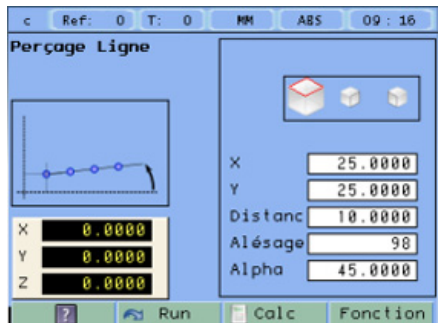 c Ref: 0 T: 0 MM ABS 09 : 16
Perçage Ligne
X 25.0000
Y 25.0000
Distanc 10.0000
Alésage 98
Alpha 45.0000
X 0.0000
Y 0.0000
Z 0.0000
? Run Calc Fonction